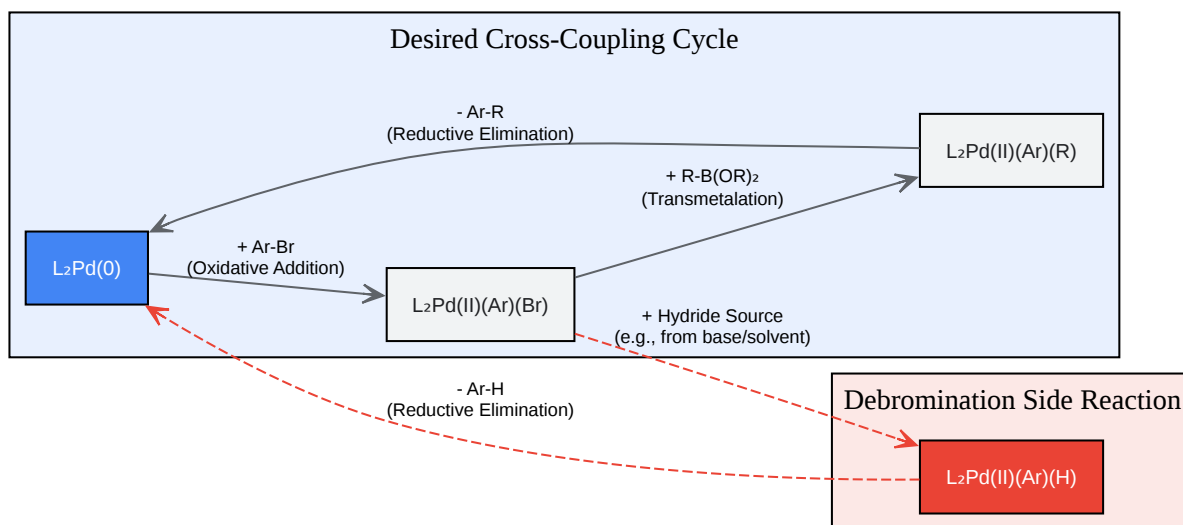 Desired Cross-Coupling Cycle
- Ar-R
(Reductive Elimination)
L₂Pd(II)(Ar)(R)
+ R-B(OR)₂
(Transmetalation)
+ Ar-Br
(Oxidative Addition)
L₂Pd(0)
L₂Pd(II)(Ar)(Br)
+ Hydride Source
(e.g., from base/solvent)
- Ar-H
(Reductive Elimination)
Debromination Side Reaction
L₂Pd(II)(Ar)(H)